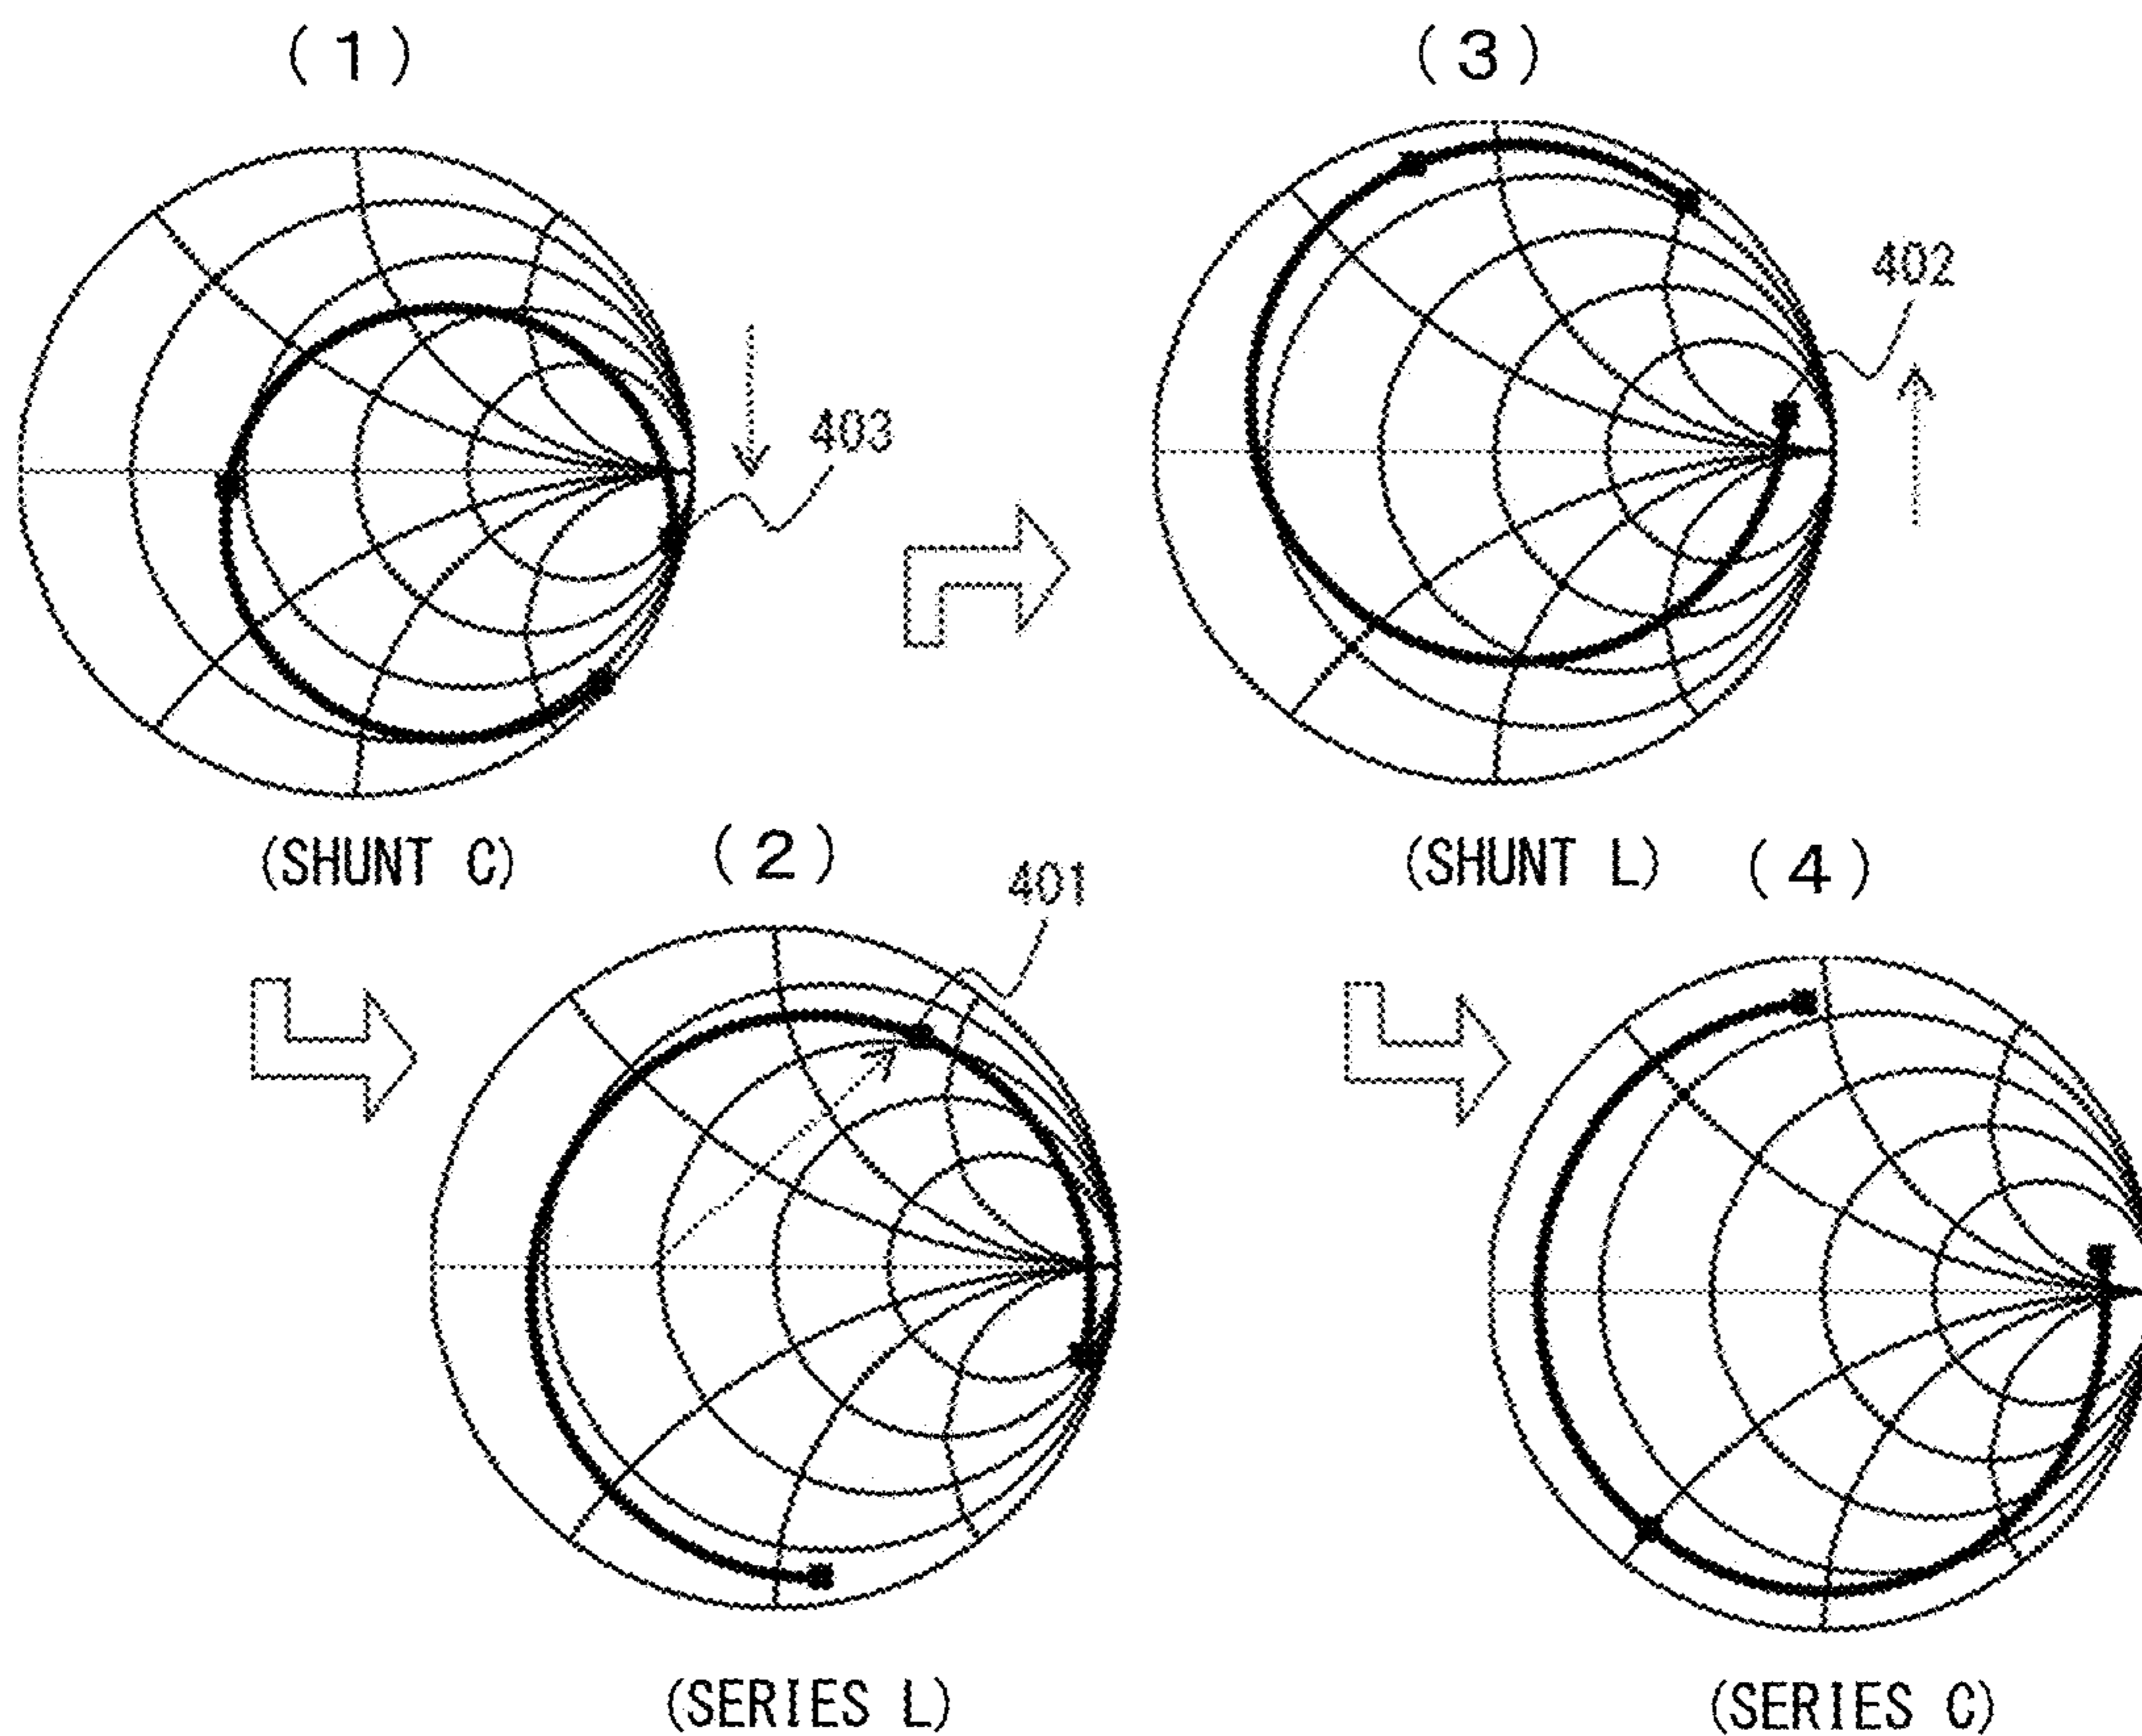 (1)
(3)
402
403
(SHUNT C)
(2)
401
(SHUNT L)
(4)
(SERIES L)
(SERIES C)